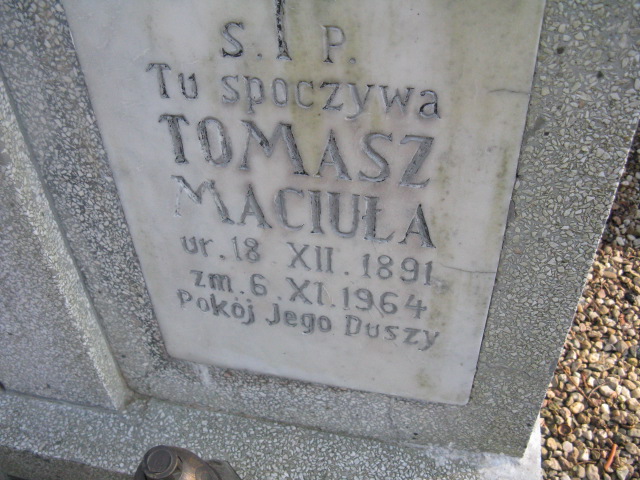 S. P.
Tu spoczywa
TOMASZ
MACIUŁA
ur. 18 XII. 1891
zm. 6. XI. 1964
Pokój Jego Duszy